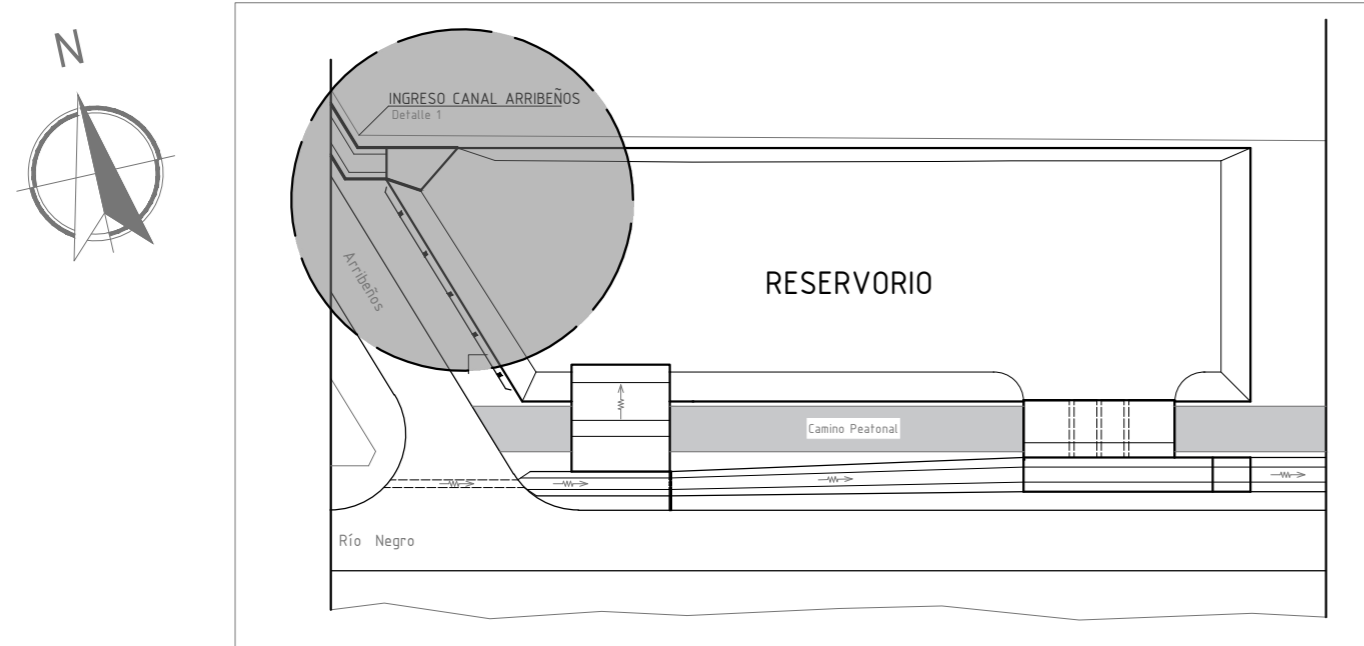 N
INGRESO CANAL ARRIBEÑOS
Detalle 1
Arribeños
RESERVORIO
Camino Peatonal
Río Negro